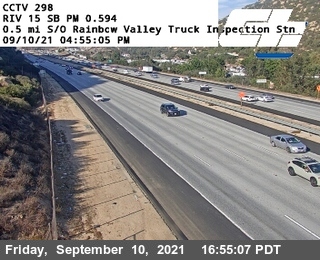 CCTV 298
RIV 15 SB PM 0.594
0.5 mi S/O Rainbow Valley Truck Inspection Stn
09/10/21 04:55:05 PM
Friday, September 10, 2021 16:55:07 PDT